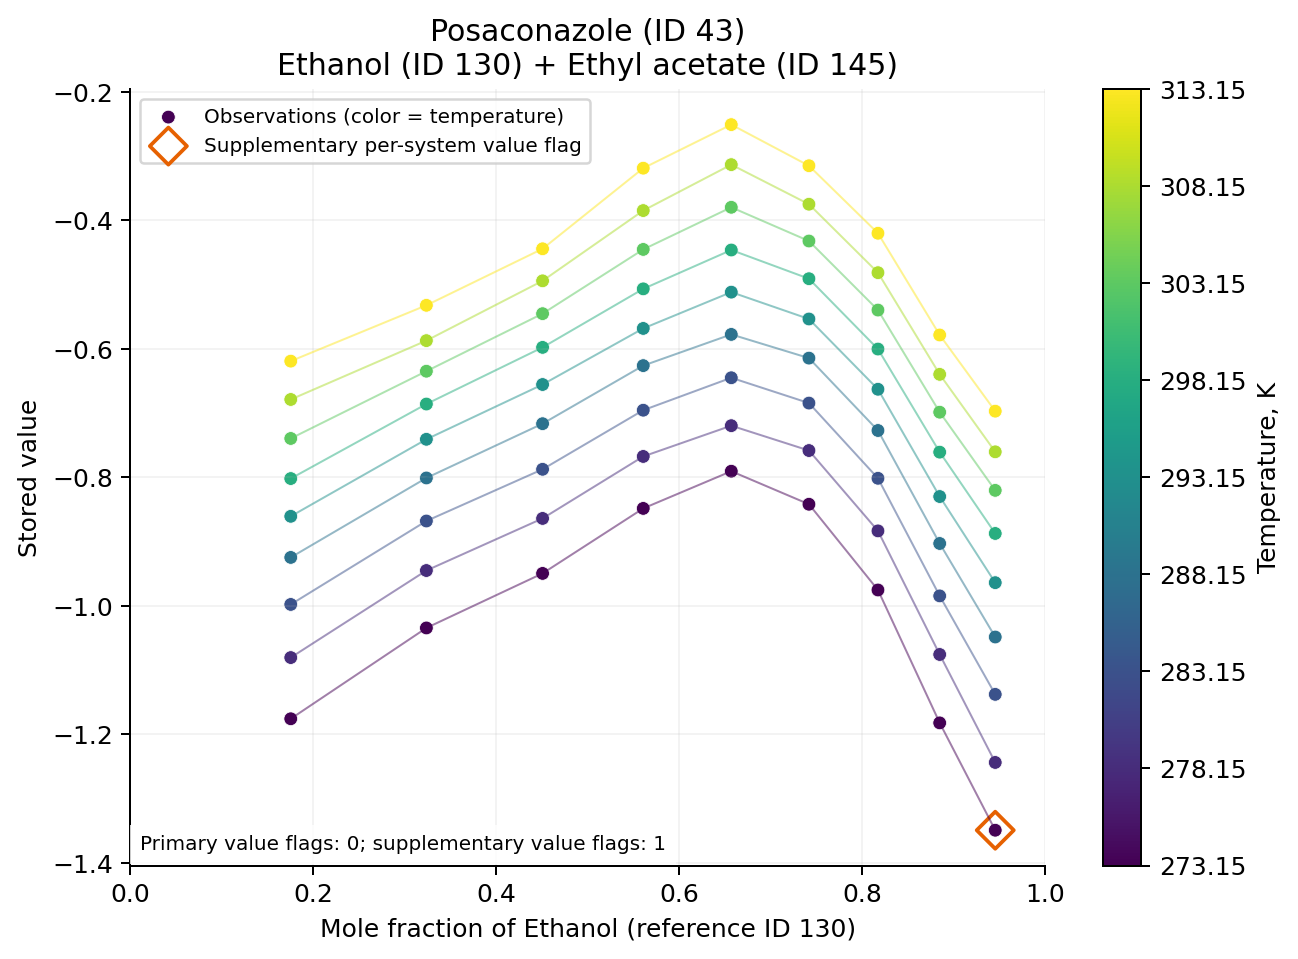 Posaconazole (ID 43)
Ethanol (ID 130) + Ethyl acetate (ID 145)
Observations (color = temperature)
Supplementary per-system value flag
−0.2
−0.4
−0.6
−0.8
−1.0
−1.2
−1.4
Stored value
Primary value flags: 0; supplementary value flags: 1
0.0
0.2
0.4
0.6
0.8
1.0
Mole fraction of Ethanol (reference ID 130)
313.15
308.15
303.15
298.15
293.15
288.15
283.15
278.15
273.15
Temperature, K